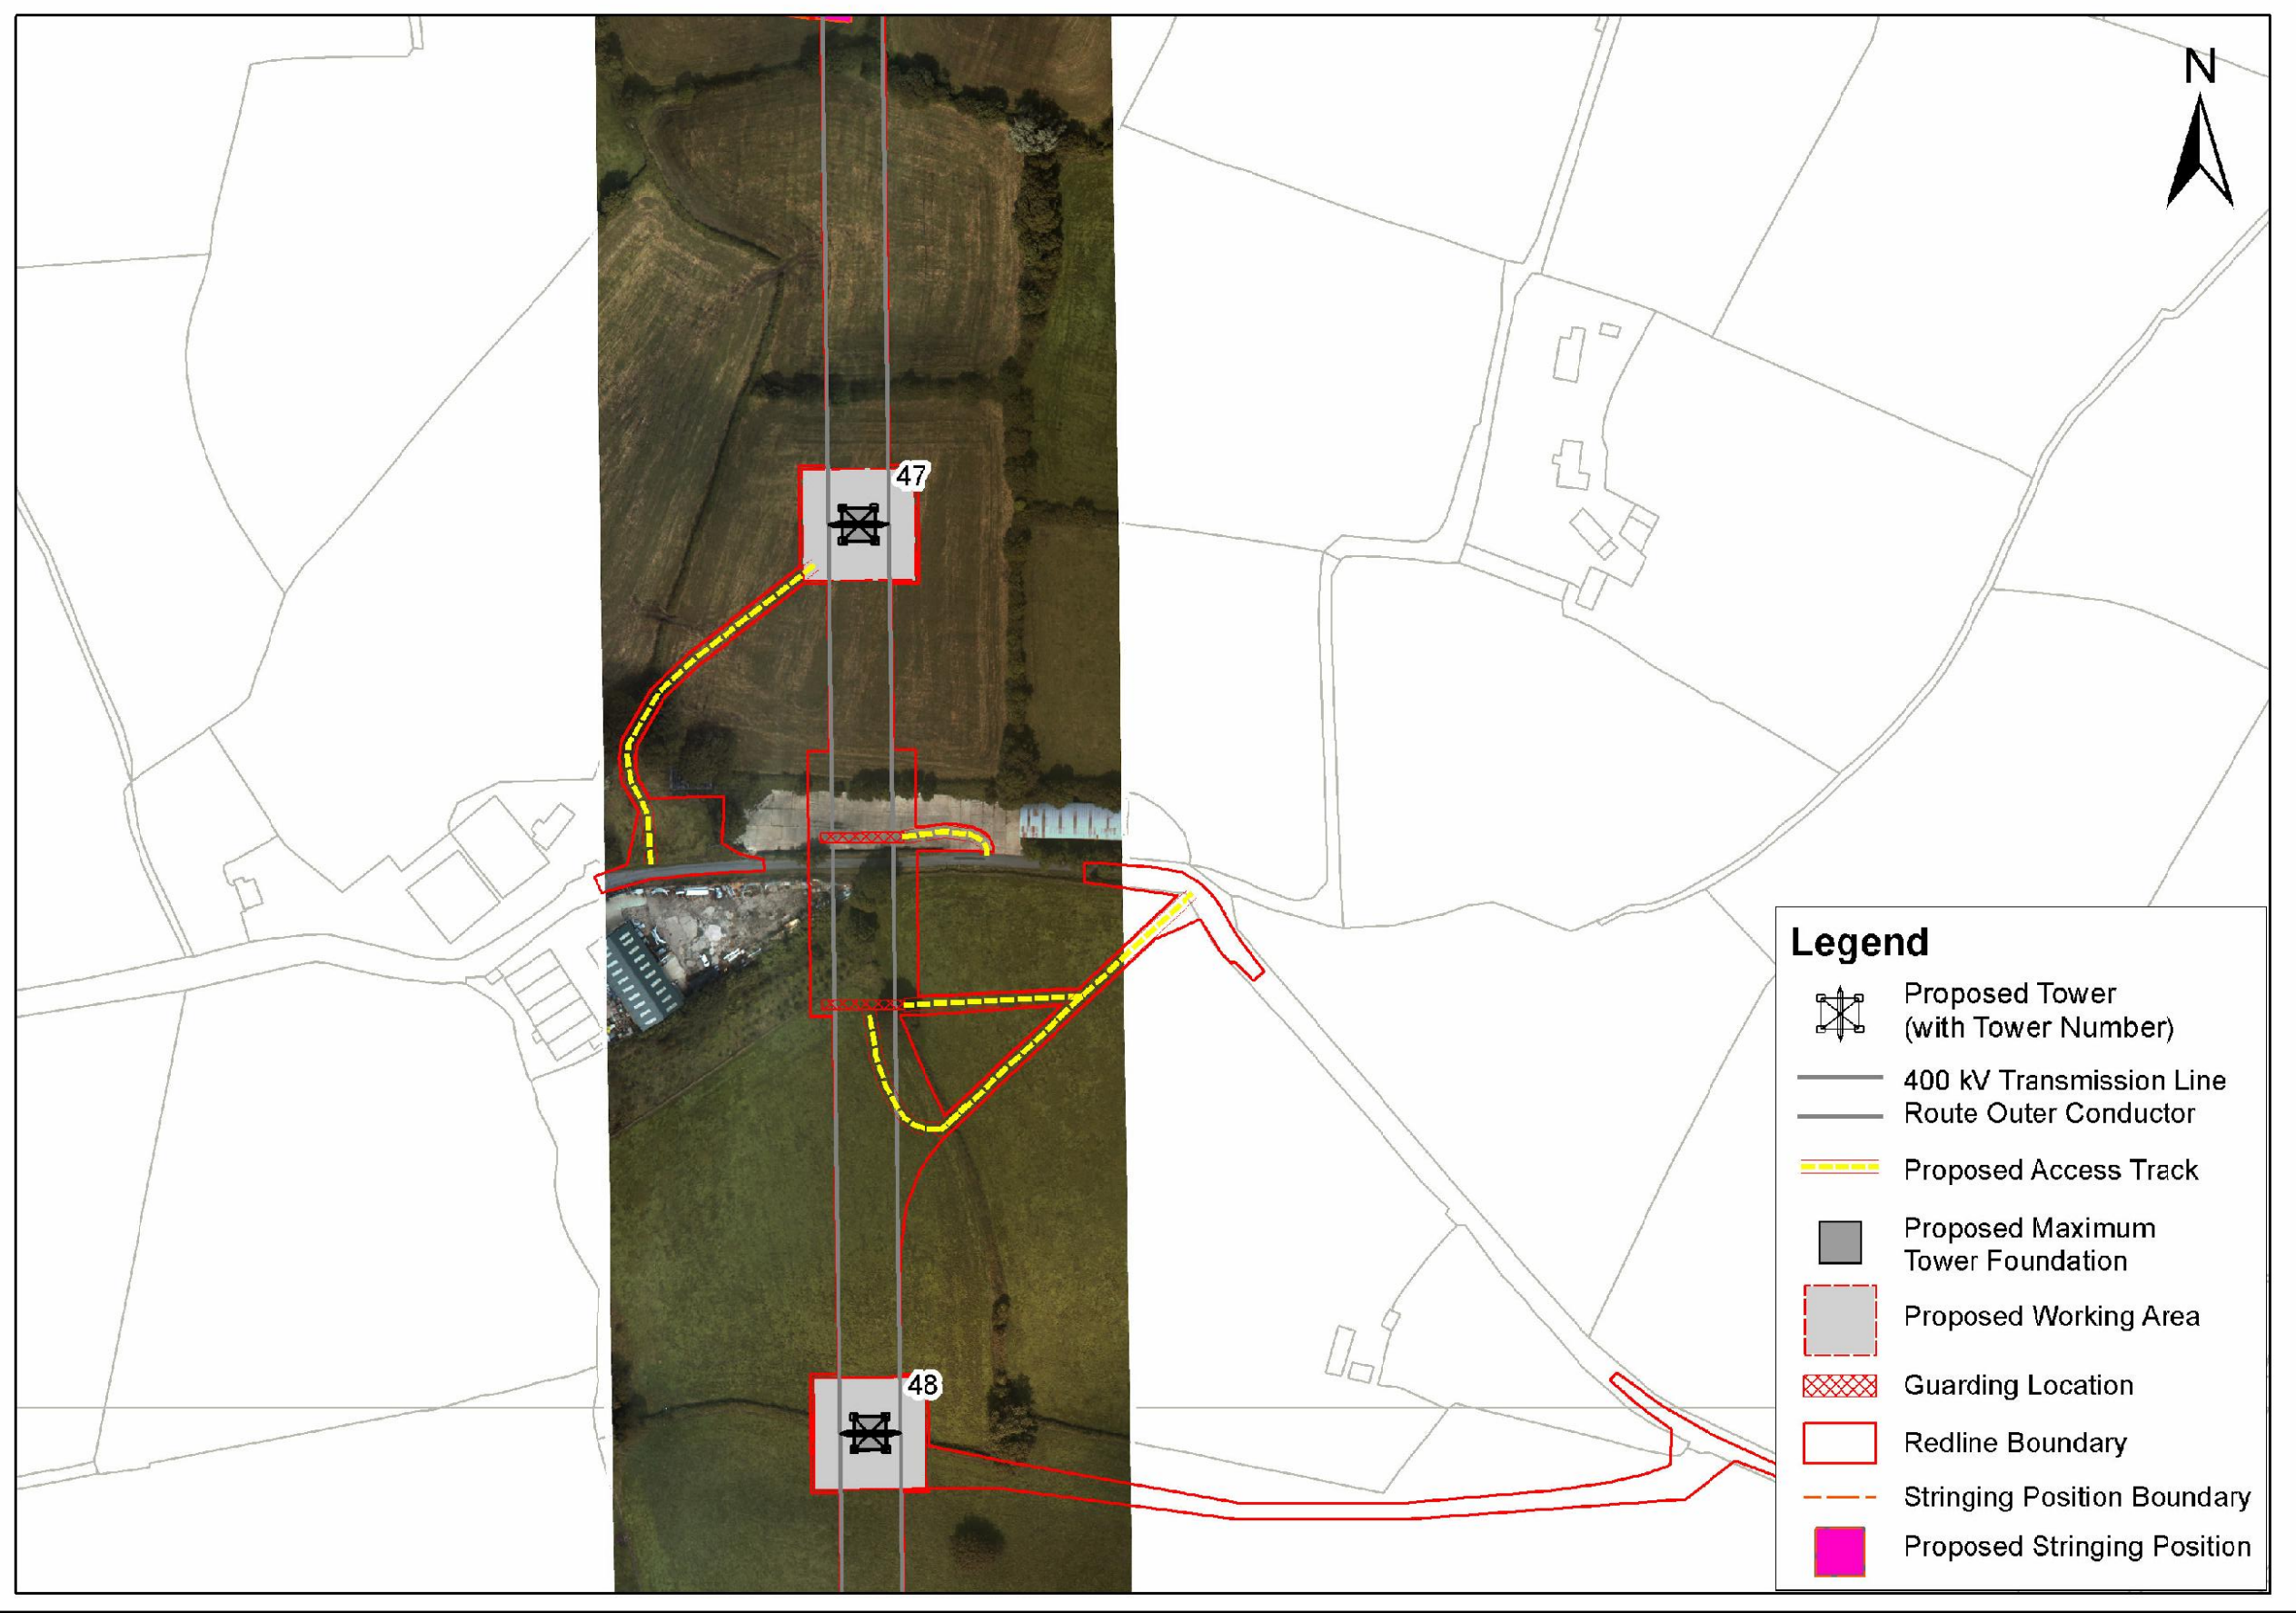 N
47
48
Legend
Proposed Tower
(with Tower Number)
400 kV Transmission Line
Route Outer Conductor
Proposed Access Track
Proposed Maximum
Tower Foundation
Proposed Working Area
Guarding Location
Redline Boundary
Stringing Position Boundary
Proposed Stringing Position